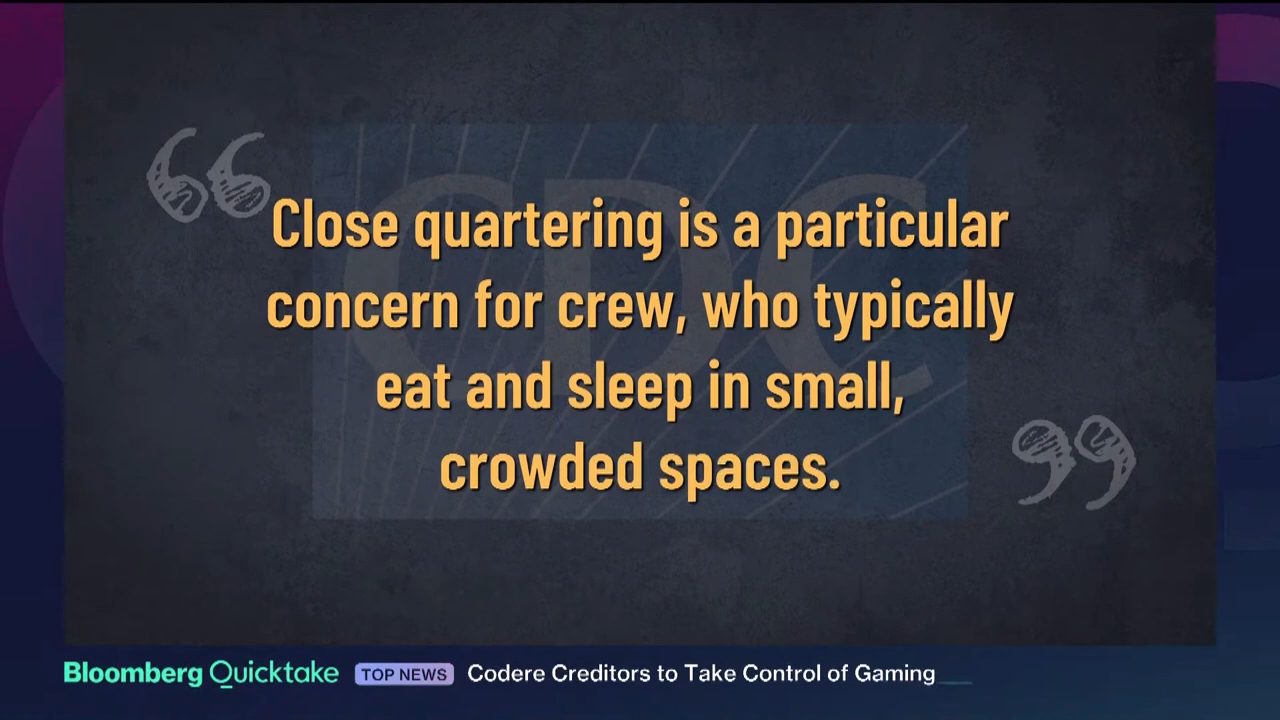 CDC
Close quartering is a particular
concern for crew, who typically
eat and sleep in small,
crowded spaces.
Bloomberg Quicktake TOP NEWS Codere Creditors to Take Control of Gaming